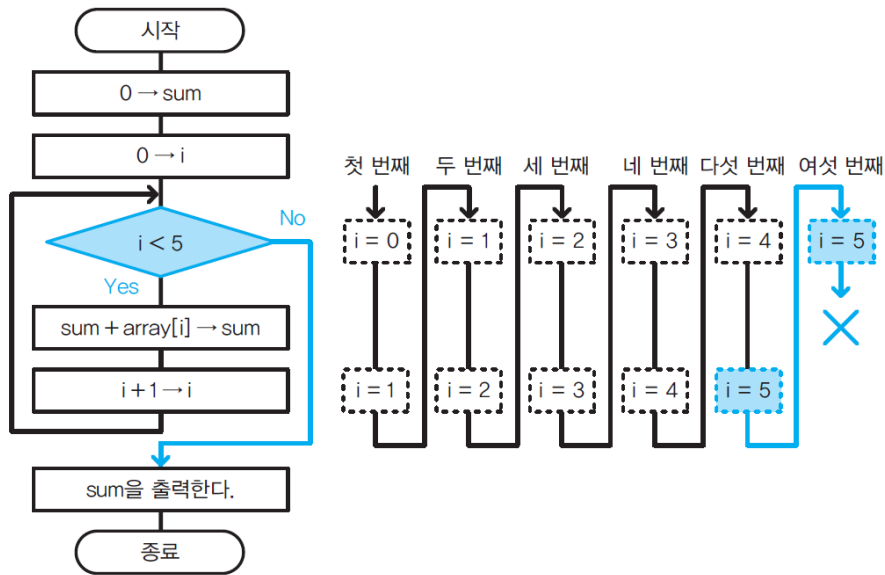 시작
0 → sum
0 → i
i < 5
No
Yes
sum + array[i] → sum
i+1 → i
sum을 출력한다.
종료
첫 번째 두 번째 세 번째 네 번째 다섯 번째 여섯 번째
i = 0 i = 1 i = 2 i = 3 i = 4 i = 5
i = 1 i = 2 i = 3 i = 4 i = 5